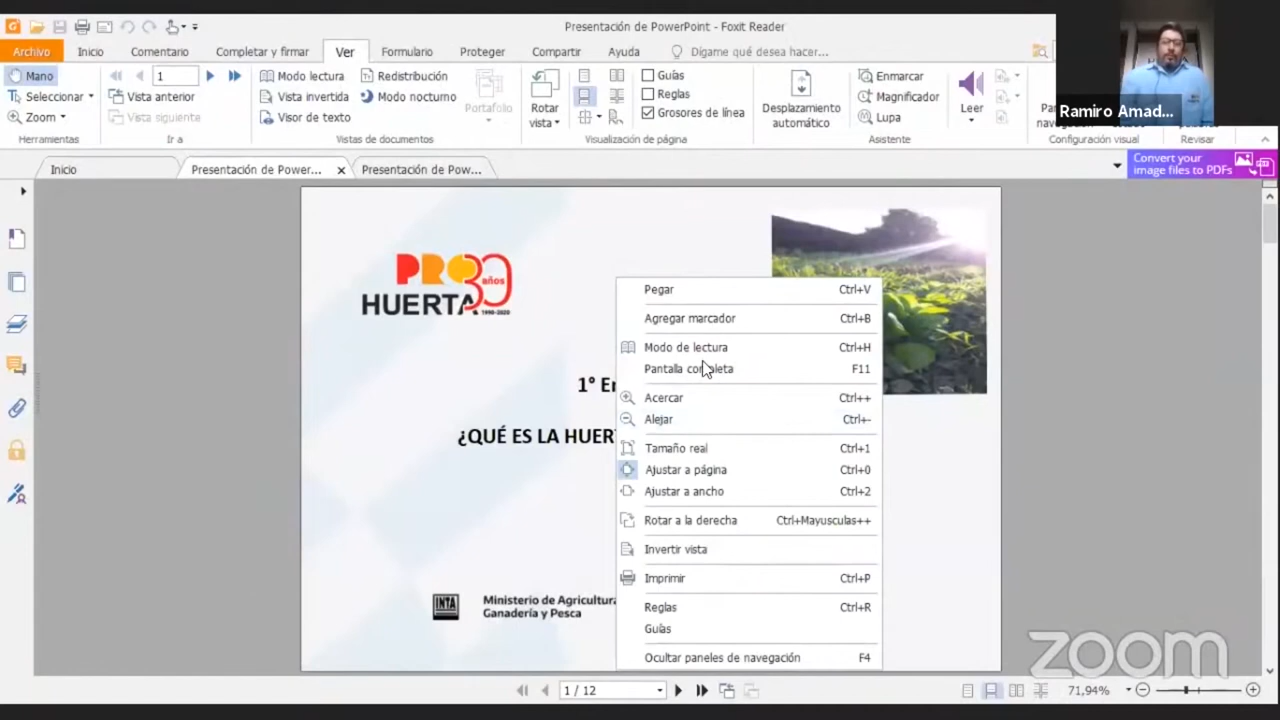 Presentación de PowerPoint - Foxit Reader
Archivo Inicio Comentario Completar y firmar Ver Formulario Proteger Compartir Ayuda Dígame qué desea hacer...
Mano
Seleccionar
Zoom
Herramientas
1
Vista anterior
Vista siguiente
Ir a
Modo lectura
Vista invertida
Visor de texto
Redistribución
Modo nocturno
Portafolio
Vistas de documentos
Rotar
vista
Guías
Reglas
Grosores de línea
Visualización de página
Desplazamiento
automático
Enmarcar
Magnificador
Lupa
Asistente
Leer
Configuración visual
Revisar
Ramiro Amad...
Inicio
Presentación de Power...
Presentación de Pow...
Convert your
image files to PDFs
PRO 30
años
HUERTA
1990-2020
1°
¿QUÉ ES LA
INTA
Ministerio de Agricultura
Ganadería y Pesca
Pegar Ctrl+V
Agregar marcador Ctrl+B
Modo de lectura Ctrl+H
Pantalla completa F11
Acercar Ctrl++
Alejar Ctrl+-
Tamaño real Ctrl+1
Ajustar a página Ctrl+0
Ajustar a ancho Ctrl+2
Rotar a la derecha Ctrl+Mayusculas++
Invertir vista
Imprimir Ctrl+P
Reglas Ctrl+R
Guías
Ocultar paneles de navegación F4
zoom
1 / 12
71,94%